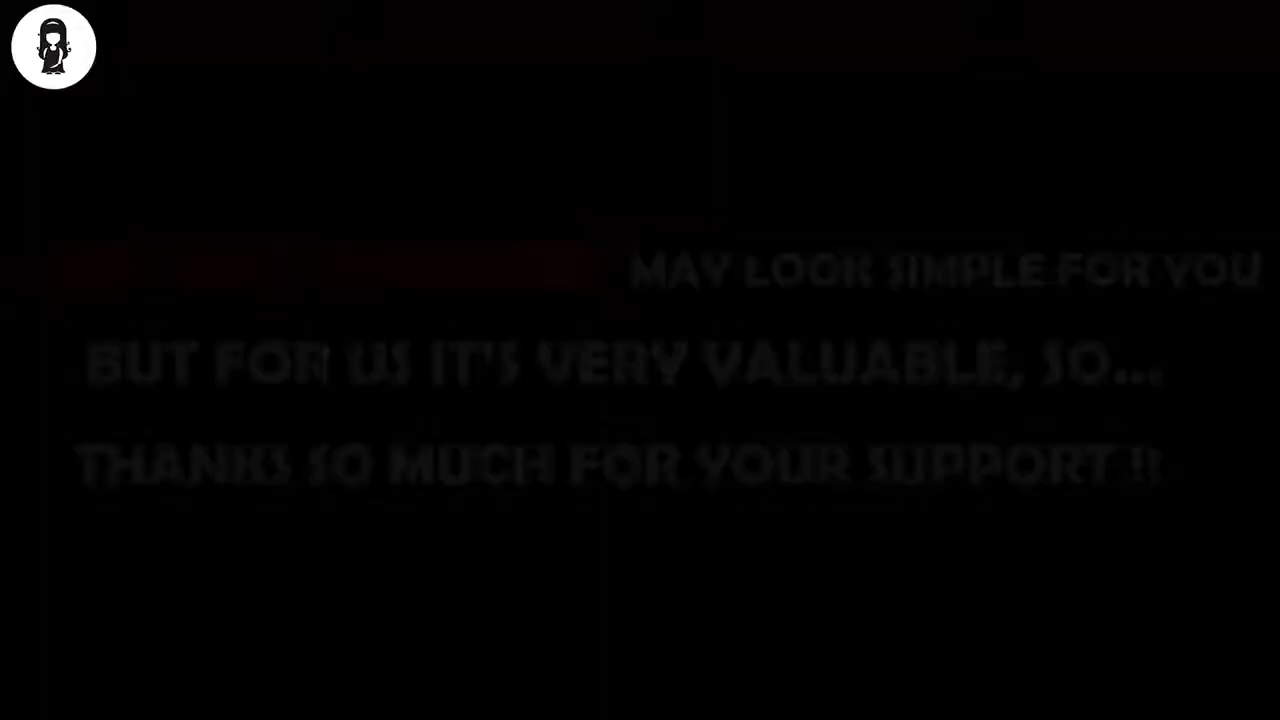 MAY LOOK SIMPLE FOR YOU
BUT FOR US IT'S VERY VALUABLE, SO...
THANKS SO MUCH FOR YOUR SUPPORT !!